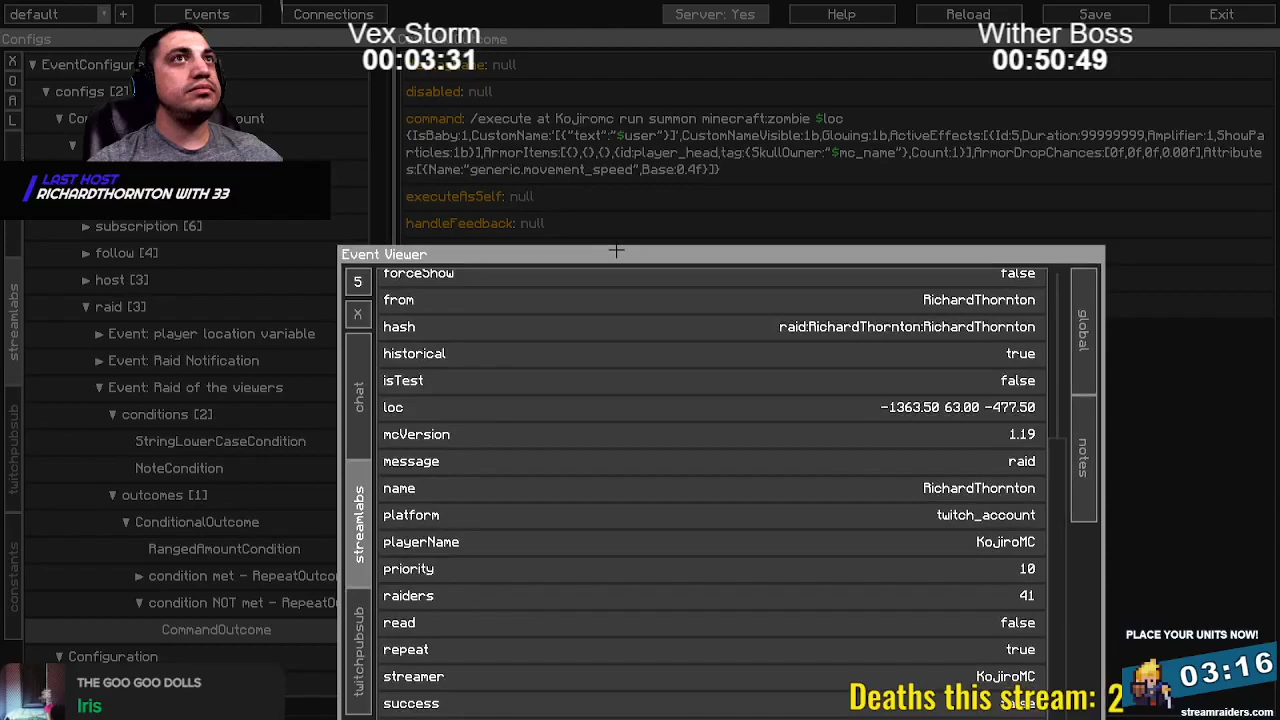 default
Events
Connections
Server: Yes
Help
Reload
Save
Exit
Configs
Vex Storm
00:03:31
Wither Boss
00:50:49
null
disabled: null
command: /execute at Kojiromc run summon minecraft:zombie $loc
{IsBaby:1,CustomName:'[{"text":"$user"}]',CustomNameVisible:1b,Glowing:1b,ActiveEffects:[{Id:5,Duration:99999999,Amplifier:1,ShowPa
rticles:1b}],ArmorItems:[{},{},{},{id:player_head,tag:{SkullOwner:"$mc_name"},Count:1}],ArmorDropChances:[0f,0f,0f,0.00f],Attribute
s:[{Name:"generic.movement_speed",Base:0.4f}]}
executeAsSelf: null
handleFeedback: null
X
O
A
L
EventConfigur
configs [2]
LAST HOST
RICHARDTHORNTON WITH 33
subscription [6]
follow [4]
host [3]
raid [3]
Event: player location variable
Event: Raid Notification
Event: Raid of the viewers
conditions [2]
StringLowerCaseCondition
NoteCondition
outcomes [1]
ConditionalOutcome
RangedAmountCondition
condition met - RepeatOutco
condition NOT met - RepeatO
CommandOutcome
Configuration
streamlabs
twitchpubsub
constants
Event Viewer
5
X
chat
streamlabs
twitchpubsub
global
notes
forceShow false
from RichardThornton
hash raid:RichardThornton:RichardThornton
historical true
isTest false
loc -1363.50 63.00 -477.50
mcVersion 1.19
message raid
name RichardThornton
platform twitch_account
playerName KojiroMC
priority 10
raiders 41
read false
repeat true
streamer KojiroMC
success
THE GOO GOO DOLLS
Iris
Deaths this stream: 2
PLACE YOUR UNITS NOW!
03:16
streamraiders.com